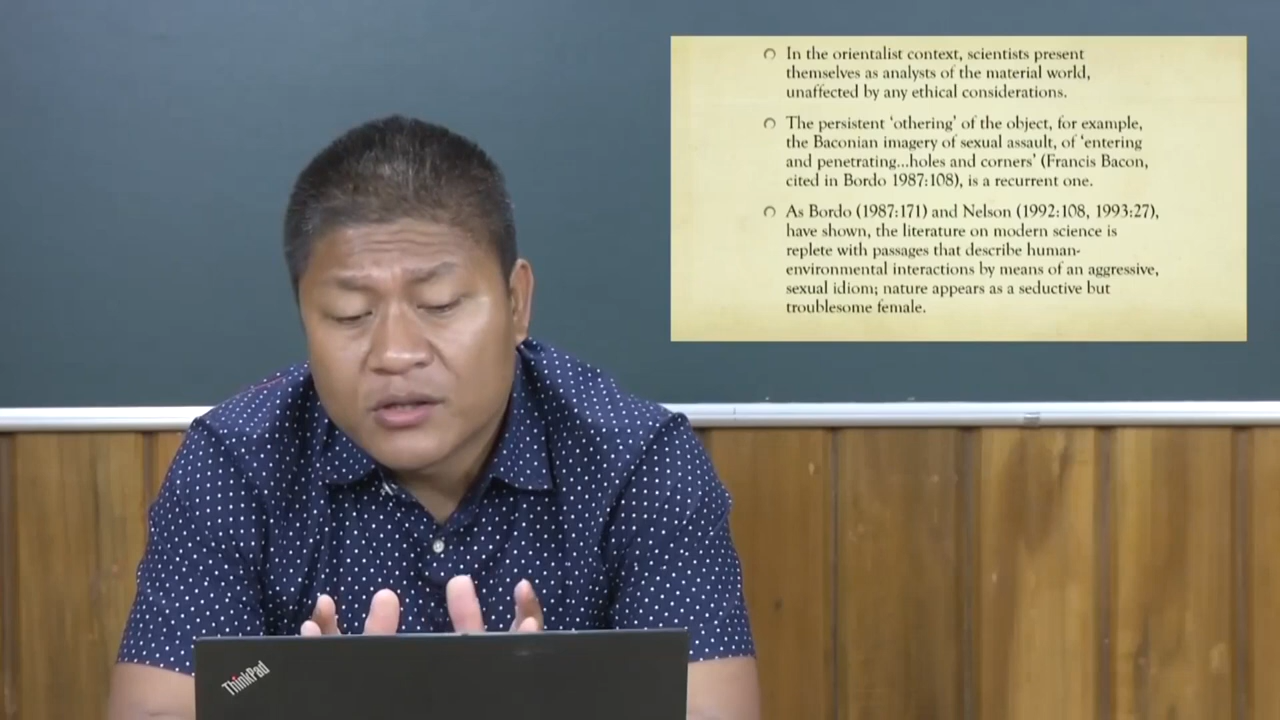 In the orientalist context, scientists present
themselves as analysts of the material world,
unaffected by any ethical considerations.
The persistent ‘othering’ of the object, for example,
the Baconian imagery of sexual assault, of ‘entering
and penetrating...holes and corners’ (Francis Bacon,
cited in Bordo 1987:108), is a recurrent one.
As Bordo (1987:171) and Nelson (1992:108, 1993:27),
have shown, the literature on modern science is
replete with passages that describe human-
environmental interactions by means of an aggressive,
sexual idiom; nature appears as a seductive but
troublesome female.
ThinkPad